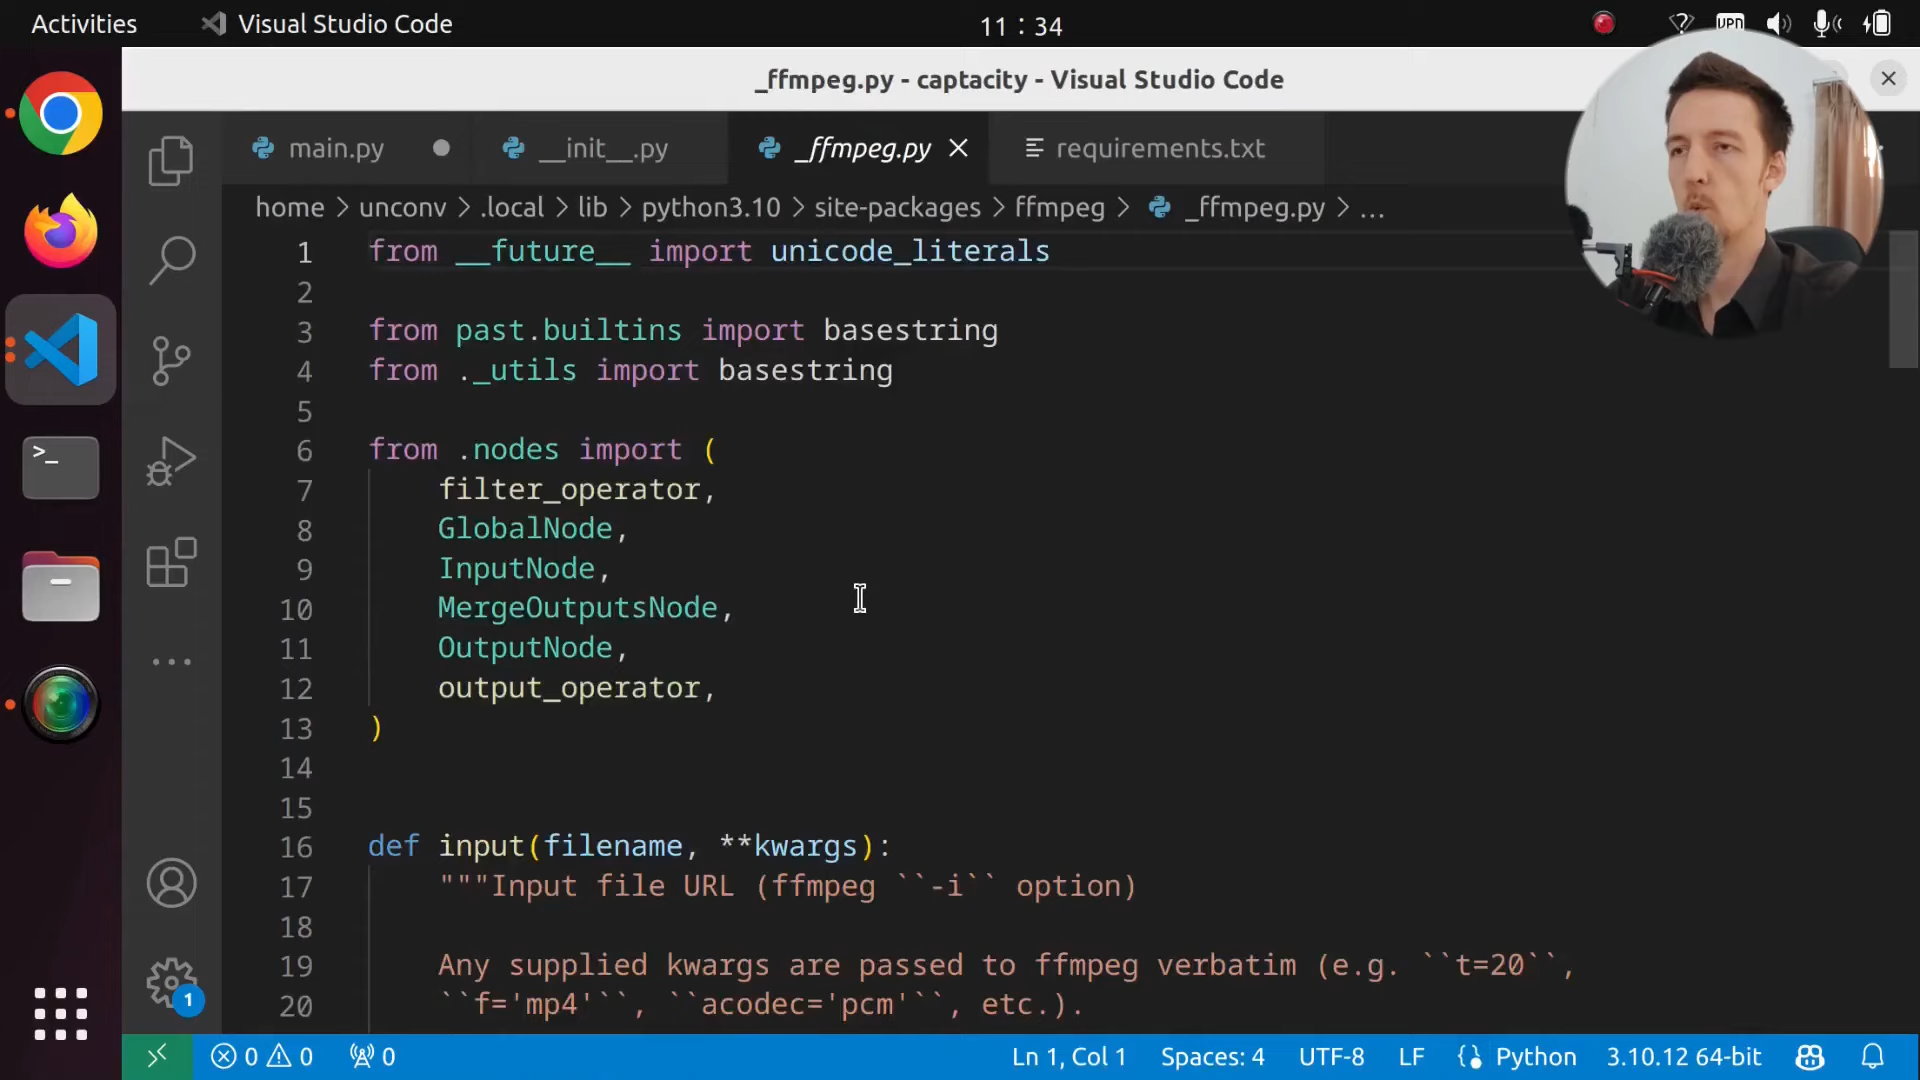 Activities
Visual Studio Code
11 : 34
VPN
_ffmpeg.py - captacity - Visual Studio Code
main.py
__init__.py
_ffmpeg.py
requirements.txt
home > unconv > .local > lib > python3.10 > site-packages > ffmpeg > _ffmpeg.py > ...
1 from __future__ import unicode_literals
2
3 from past.builtins import basestring
4 from ._utils import basestring
5
6 from .nodes import (
7 filter_operator,
8 GlobalNode,
9 InputNode,
10 MergeOutputsNode,
11 OutputNode,
12 output_operator,
13 )
14
15
16 def input(filename, **kwargs):
17 """Input file URL (ffmpeg ``-i`` option)
18
19 Any supplied kwargs are passed to ffmpeg verbatim (e.g. ``t=20``,
20 ``f='mp4'``, ``acodec='pcm'``, etc.).
1
0 0 0 Ln 1, Col 1 Spaces: 4 UTF-8 LF Python 3.10.12 64-bit